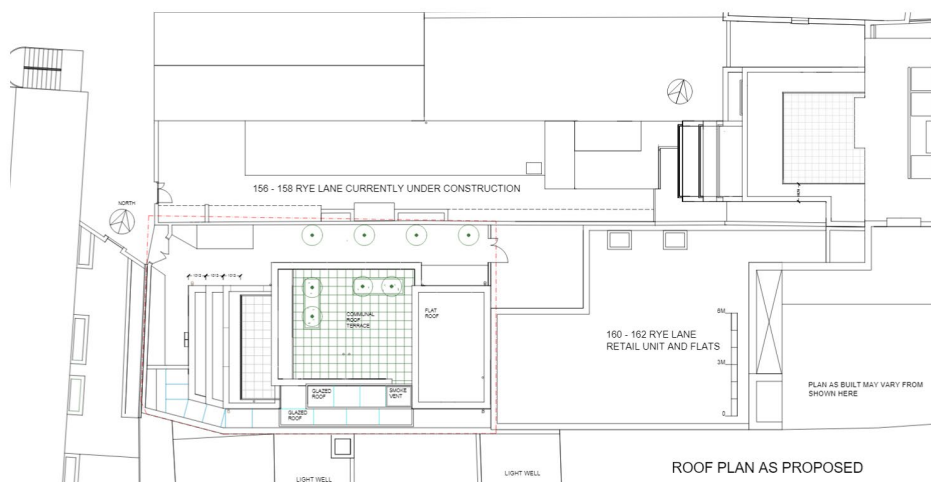 156 - 158 RYE LANE CURRENTLY UNDER CONSTRUCTION
NORTH
COMMUNAL
ROOF
TERRACE
FLAT
ROOF
GLAZED
ROOF
SMOKE
VENT
GLAZED
ROOF
160 - 162 RYE LANE
RETAIL UNIT AND FLATS
6M
3M
0
PLAN AS BUILT MAY VARY FROM
SHOWN HERE
LIGHT WELL
LIGHT WELL
ROOF PLAN AS PROPOSED